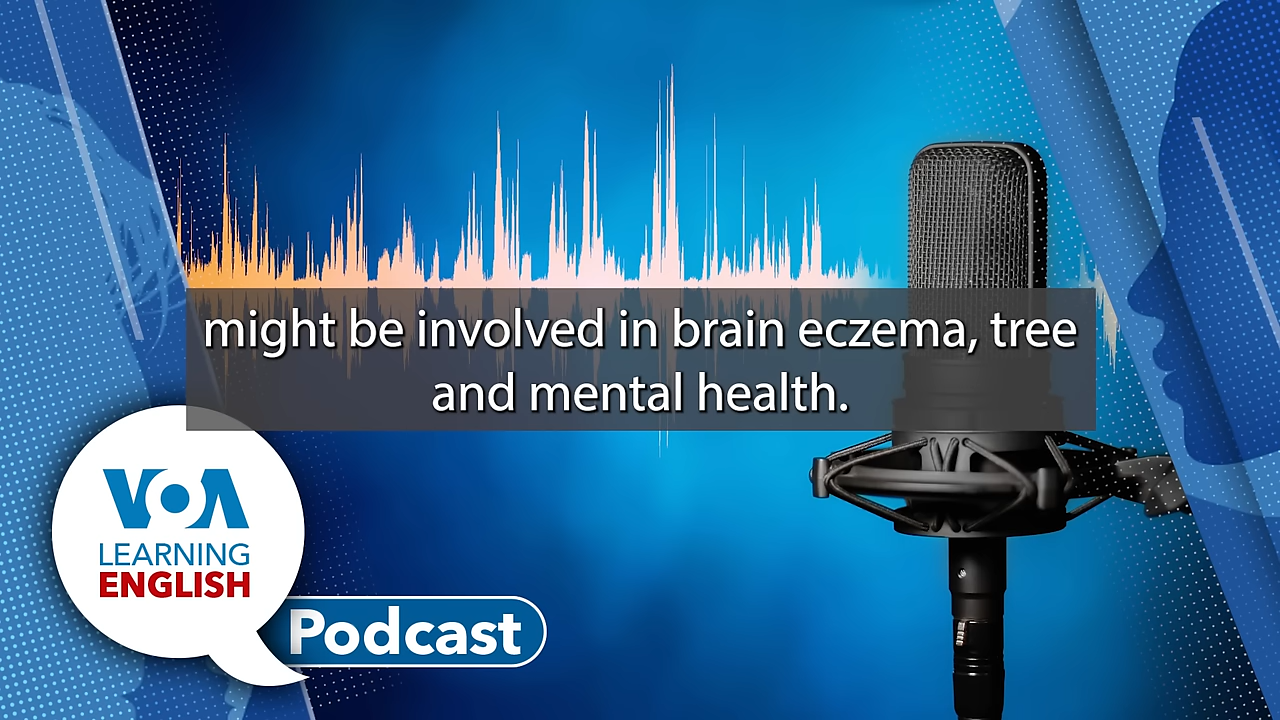 might be involved in brain eczema, tree
and mental health.
VOA
LEARNING
ENGLISH
Podcast